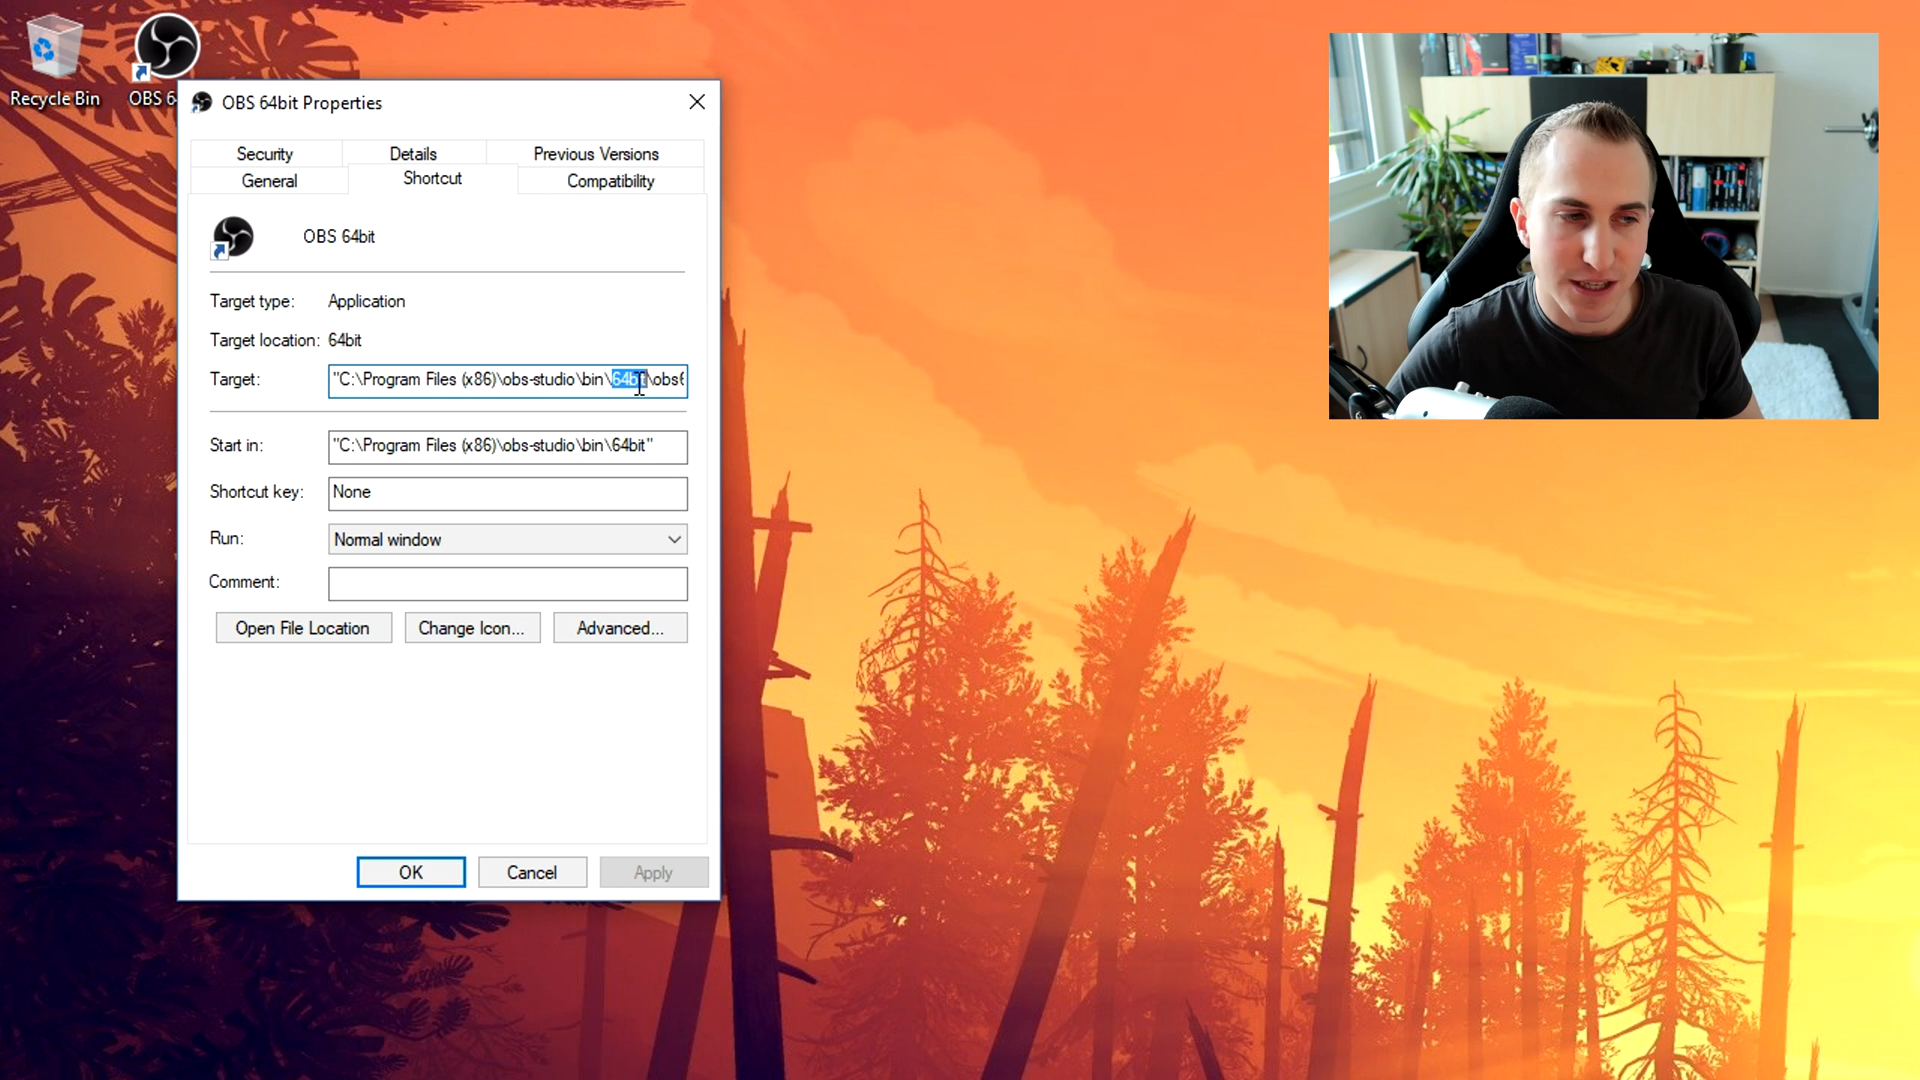 Recycle Bin
OBS 6
OBS 64bit Properties
Security
Details
Previous Versions
General
Shortcut
Compatibility
OBS 64bit
Target type: Application
Target location: 64bit
Target: "C:\Program Files (x86)\obs-studio\bin\64bit\obs6
Start in: "C:\Program Files (x86)\obs-studio\bin\64bit"
Shortcut key: None
Run: Normal window
Comment:
Open File Location
Change Icon...
Advanced...
OK
Cancel
Apply